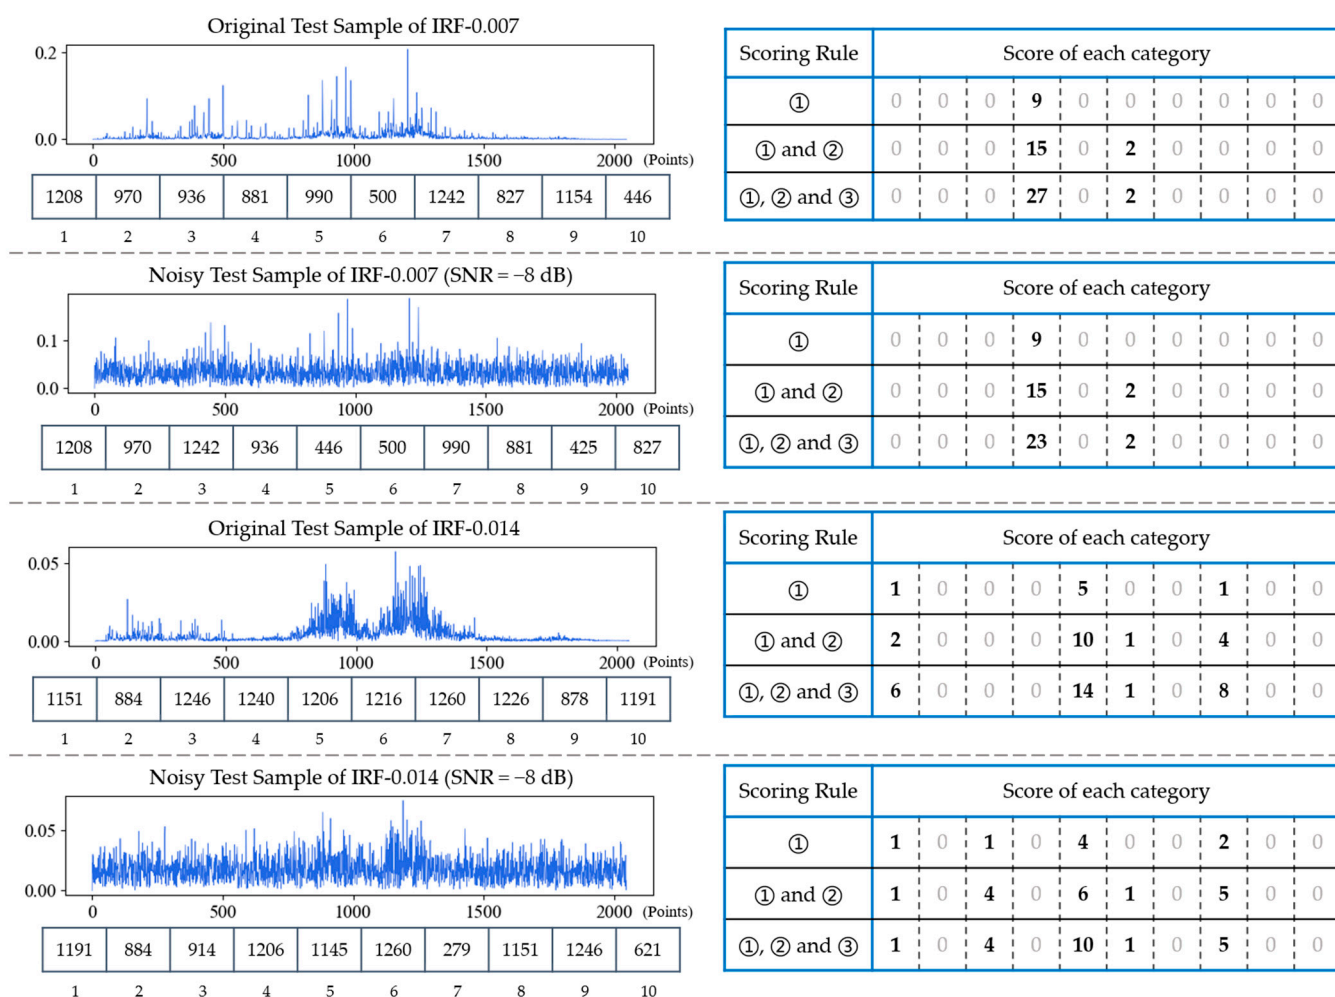 Original Test Sample of IRF-0.007
0.2
0.0
0 500 1000 1500 2000 (Points)
1208 970 936 881 990 500 1242 827 1154 446
1 2 3 4 5 6 7 8 9 10
Scoring Rule Score of each category
① 0 0 0 9 0 0 0 0 0 0
① and ② 0 0 0 15 0 2 0 0 0 0
①, ② and ③ 0 0 0 27 0 2 0 0 0 0
Noisy Test Sample of IRF-0.007 (SNR = −8 dB)
0.1
0.0
0 500 1000 1500 2000 (Points)
1208 970 1242 936 446 500 990 881 425 827
1 2 3 4 5 6 7 8 9 10
Scoring Rule Score of each category
① 0 0 0 9 0 0 0 0 0 0
① and ② 0 0 0 15 0 2 0 0 0 0
①, ② and ③ 0 0 0 23 0 2 0 0 0 0
Original Test Sample of IRF-0.014
0.05
0.00
0 500 1000 1500 2000 (Points)
1151 884 1246 1240 1206 1216 1260 1226 878 1191
1 2 3 4 5 6 7 8 9 10
Scoring Rule Score of each category
① 1 0 0 0 5 0 0 1 0 0
① and ② 2 0 0 0 10 1 0 4 0 0
①, ② and ③ 6 0 0 0 14 1 0 8 0 0
Noisy Test Sample of IRF-0.014 (SNR = −8 dB)
0.05
0.00
0 500 1000 1500 2000 (Points)
1191 884 914 1206 1145 1260 279 1151 1246 621
1 2 3 4 5 6 7 8 9 10
Scoring Rule Score of each category
① 1 0 1 0 4 0 0 2 0 0
① and ② 1 0 4 0 6 1 0 5 0 0
①, ② and ③ 1 0 4 0 10 1 0 5 0 0